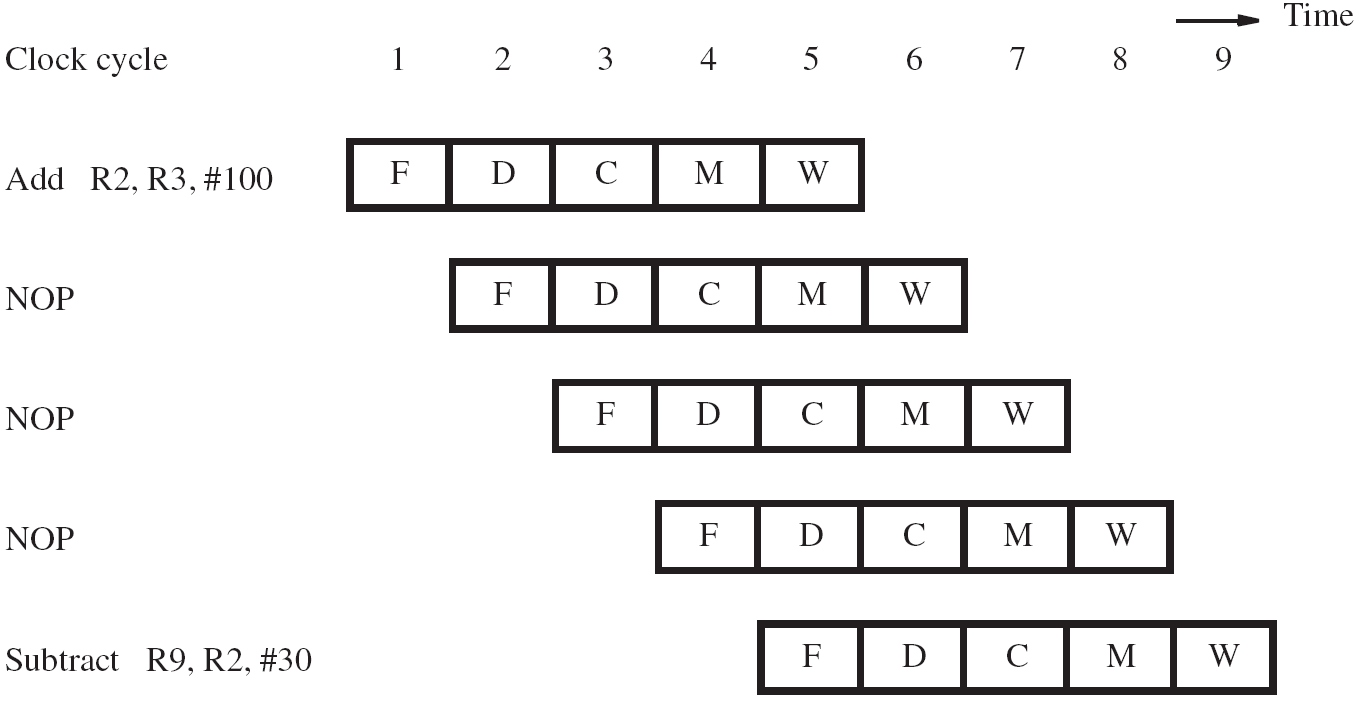 Time
Clock cycle 1 2 3 4 5 6 7 8 9
Add R2, R3, #100 F D C M W
NOP F D C M W
NOP F D C M W
NOP F D C M W
Subtract R9, R2, #30 F D C M W